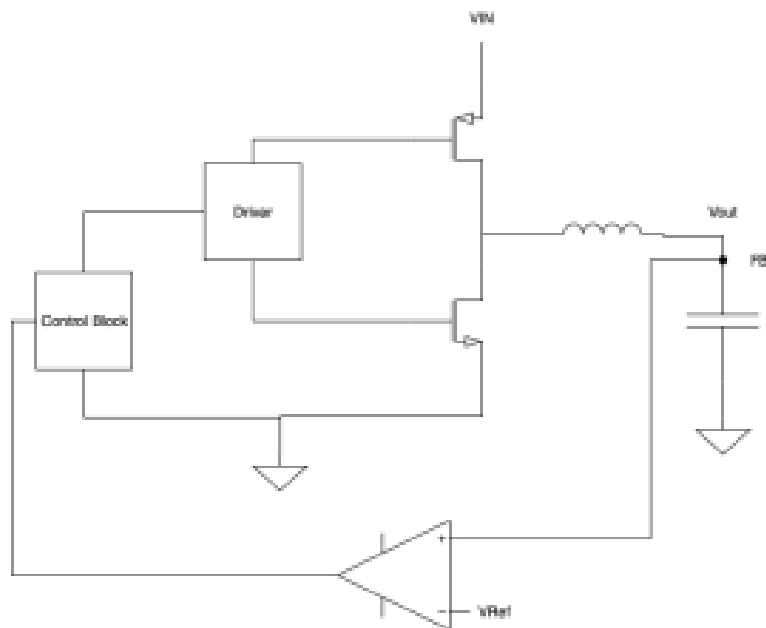 VIN
Driver
Vout
FB
Control Block
+
-
VRef